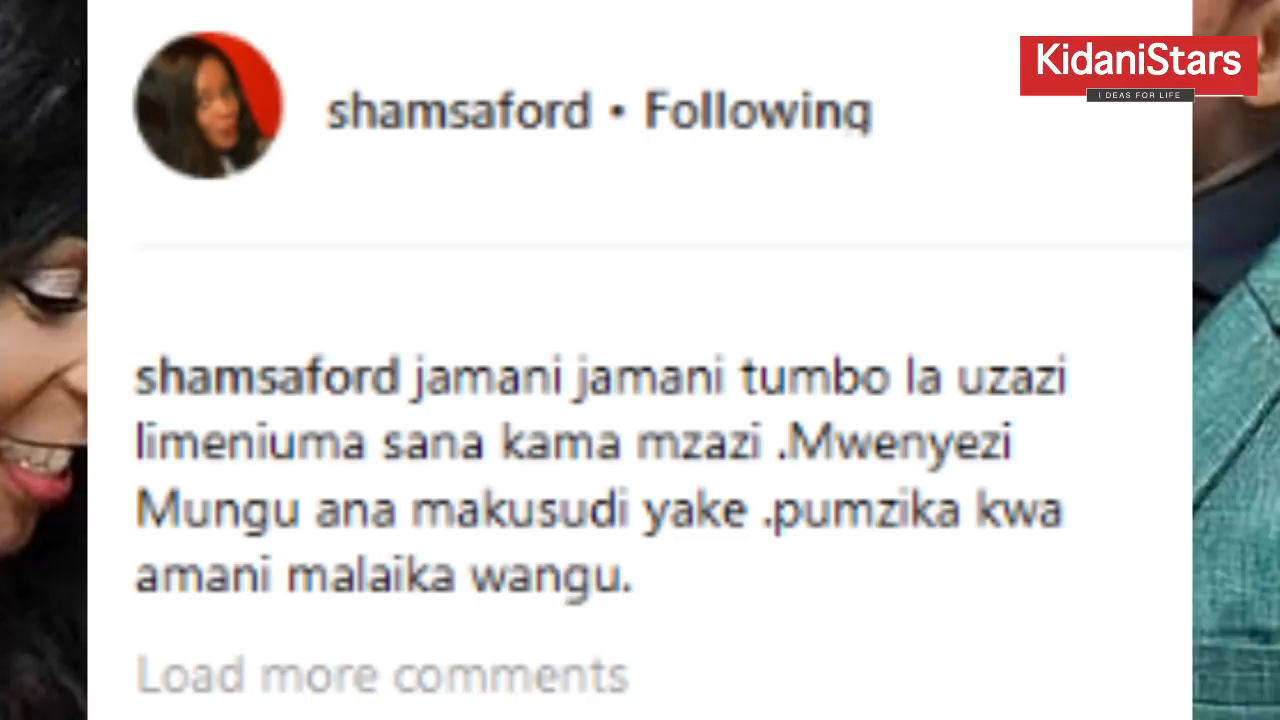 KidaniStars
I DEAS FOR LIFE
shamsaford • Following
shamsaford jamani jamani tumbo la uzazi
limeniuma sana kama mzazi .Mwenyezi
Mungu ana makusudi yake .pumzika kwa
amani malaika wangu.
Load more comments